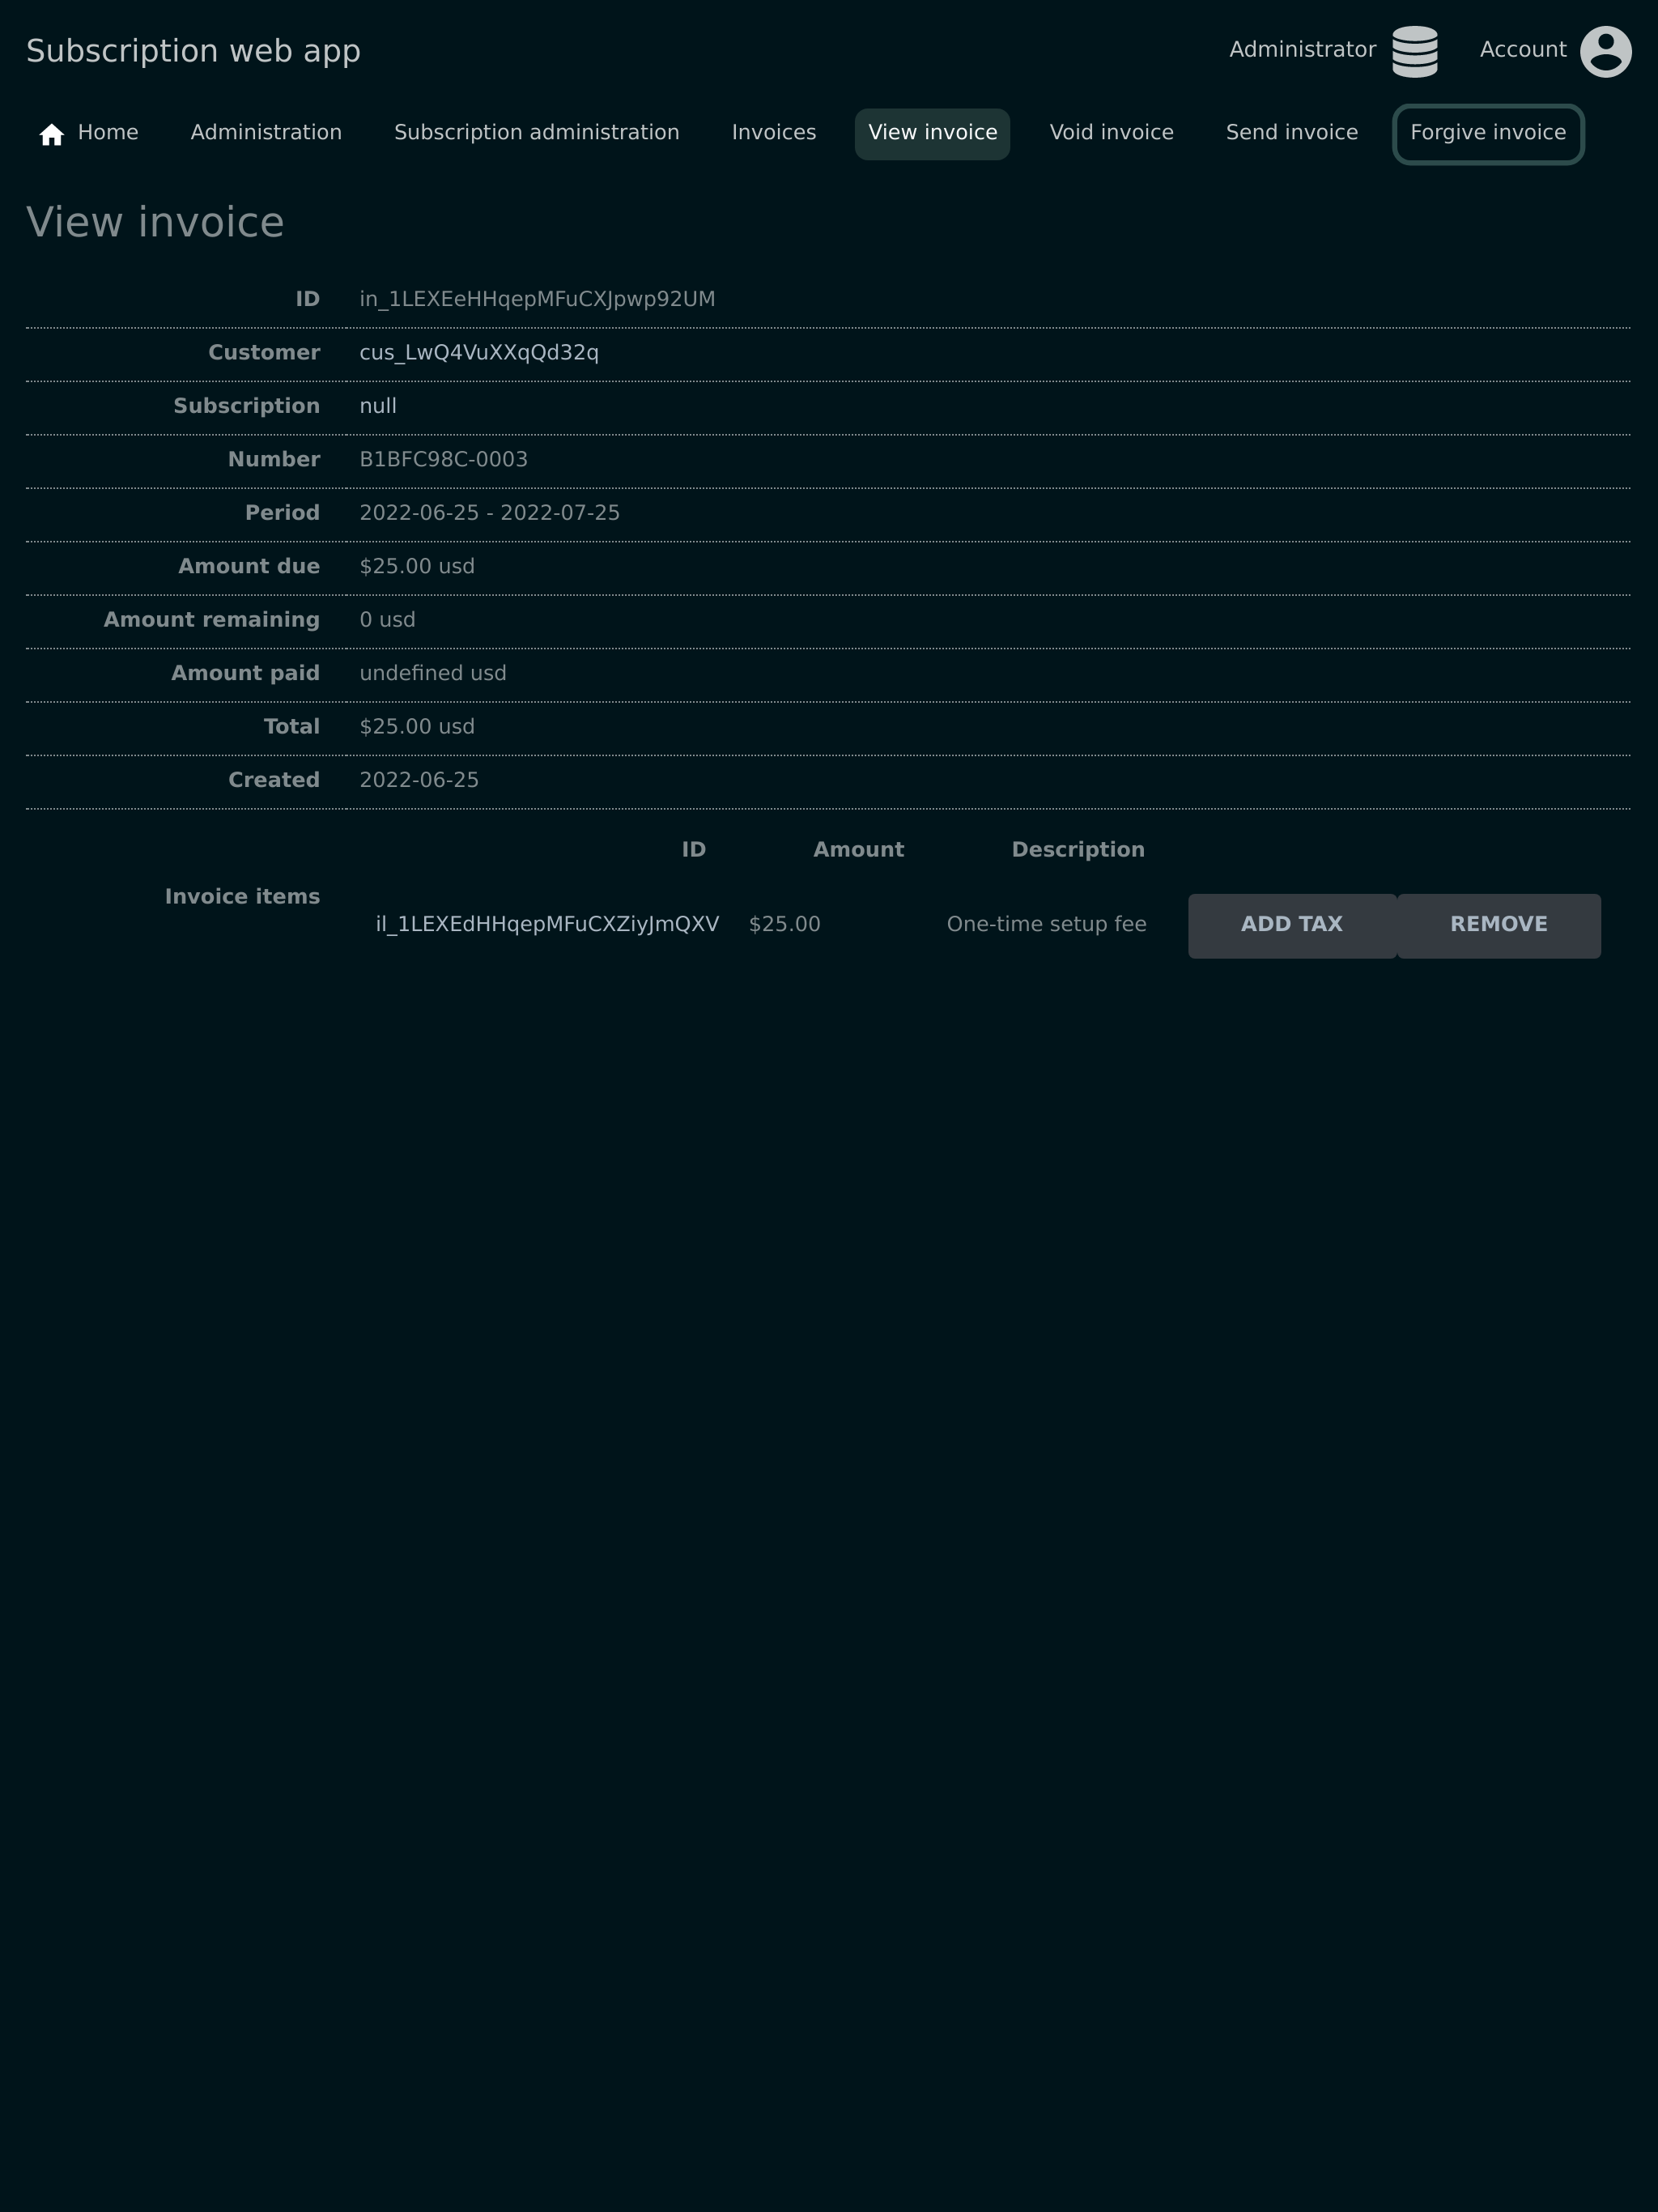 Subscription web app
Administrator
Account
Home Administration Subscription administration Invoices View invoice Void invoice Send invoice Forgive invoice
View invoice
ID in_1LEXEeHHqepMFuCXJpwp92UM
Customer cus_LwQ4VuXXqQd32q
Subscription null
Number B1BFC98C-0003
Period 2022-06-25 - 2022-07-25
Amount due $25.00 usd
Amount remaining 0 usd
Amount paid undefined usd
Total $25.00 usd
Created 2022-06-25
ID Amount Description
Invoice items
il_1LEXEdHHqepMFuCXZiyJmQXV $25.00 One-time setup fee ADD TAX REMOVE